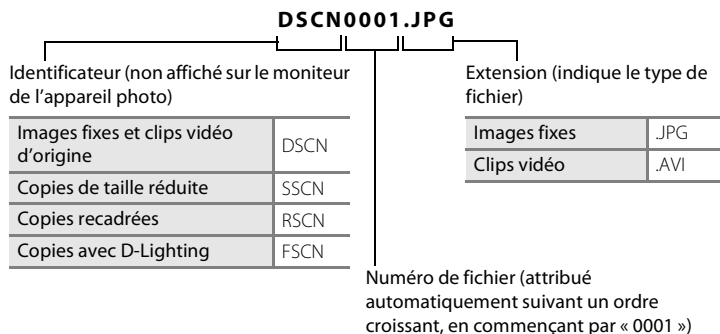 DSCN0001.JPG
Identificateur (non affiché sur le moniteur
de l'appareil photo)
Images fixes et clips vidéo
d'origine
DSCN
Copies de taille réduite
SSCN
Copies recadrées
RSCN
Copies avec D-Lighting
FSCN
Extension (indique le type de
fichier)
Images fixes
.JPG
Clips vidéo
.AVI
Numéro de fichier (attribué
automatiquement suivant un ordre
croissant, en commençant par « 0001 »)